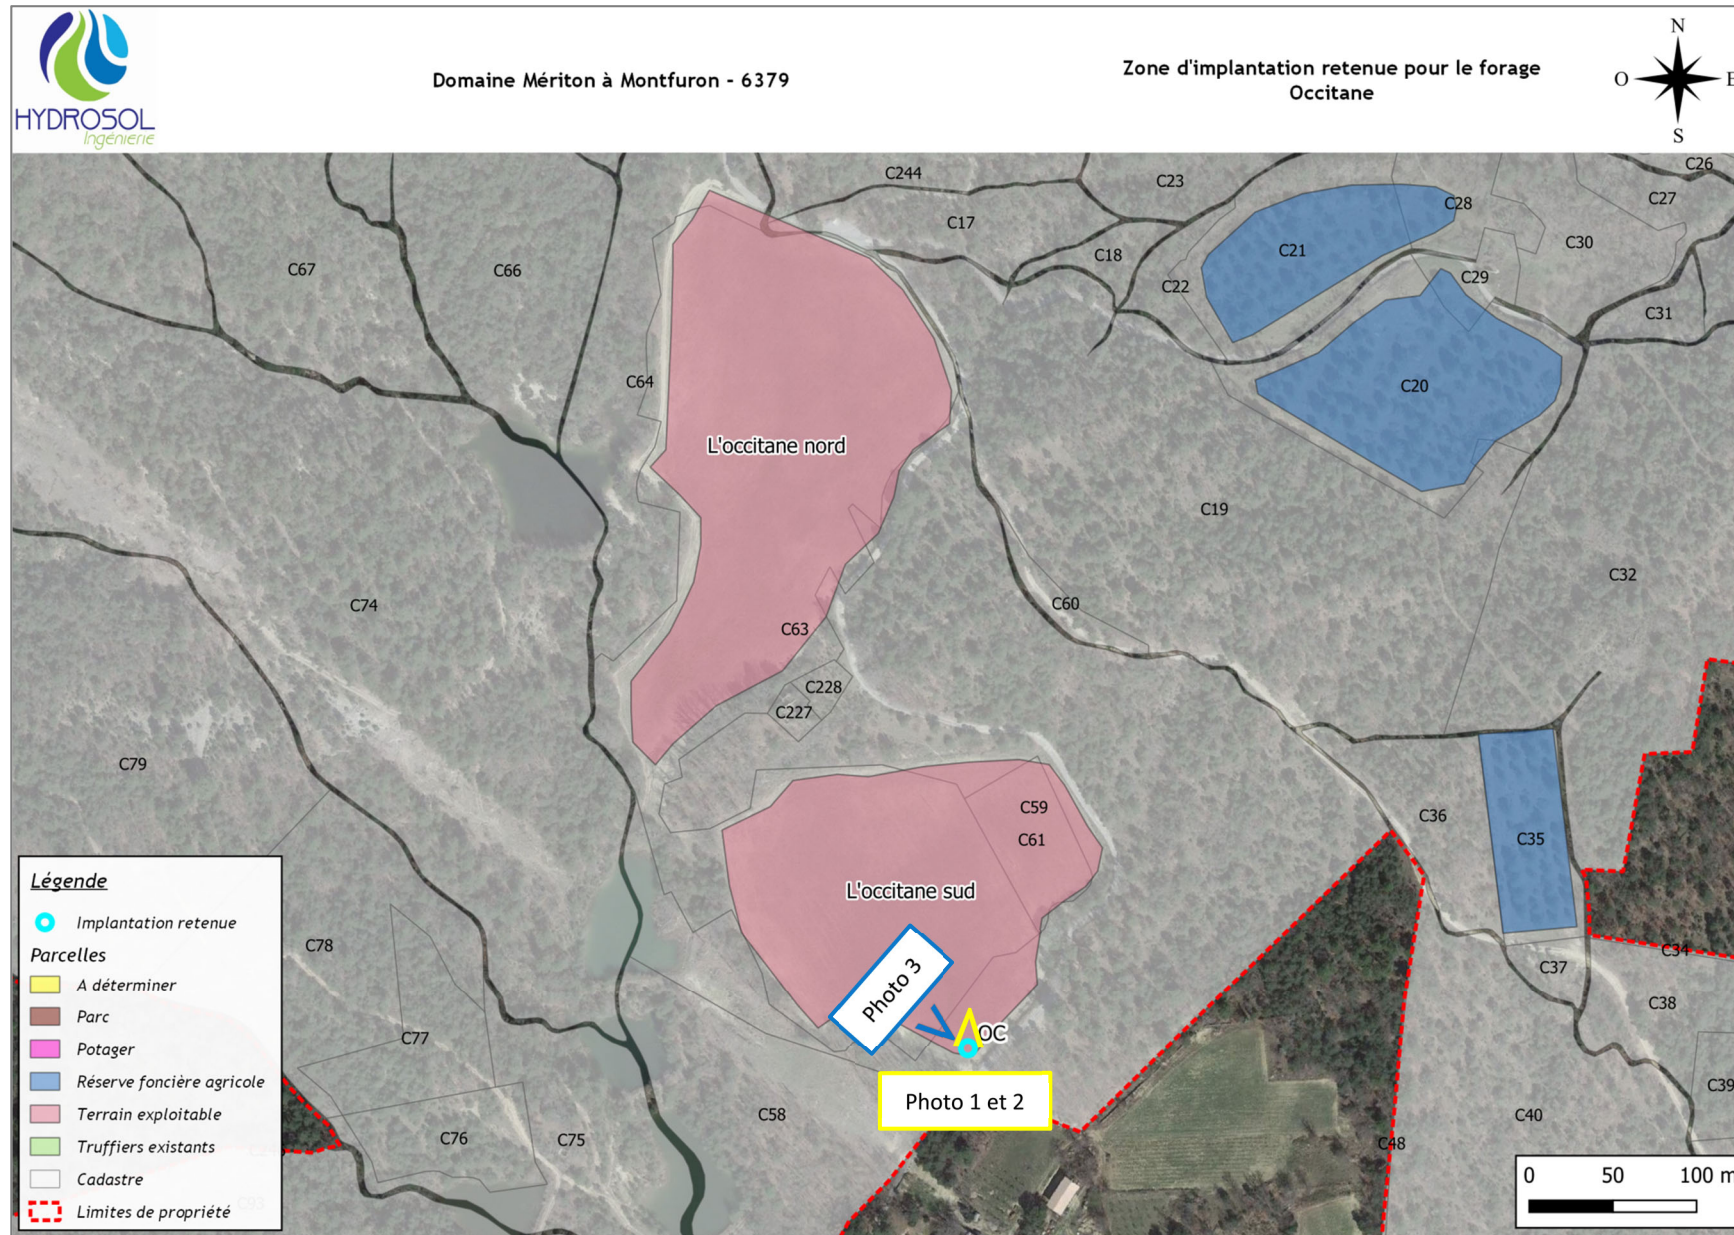 HYDROSOL
Ingénierie
Domaine Mériton à Montfuron - 6379
Zone d'implantation retenue pour le forage
Occitane
N
O
E
S
C26
C244
C23
C27
C28
C17
C30
C21
C18
C67
C66
C29
C22
C31
C64
C20
L'occitane nord
C19
C32
C60
C74
C63
C228
C227
C79
C59
C36
C61
C35
L'occitane sud
C78
C34
C37
Photo 3
C38
OC
C77
C39
Photo 1 et 2
C58
C40
C76
C75
C48
C93
Légende
Implantation retenue
Parcelles
A déterminer
Parc
Potager
Réserve foncière agricole
Terrain exploitable
Truffiers existants
Cadastre
Limites de propriété
0 50 100 m